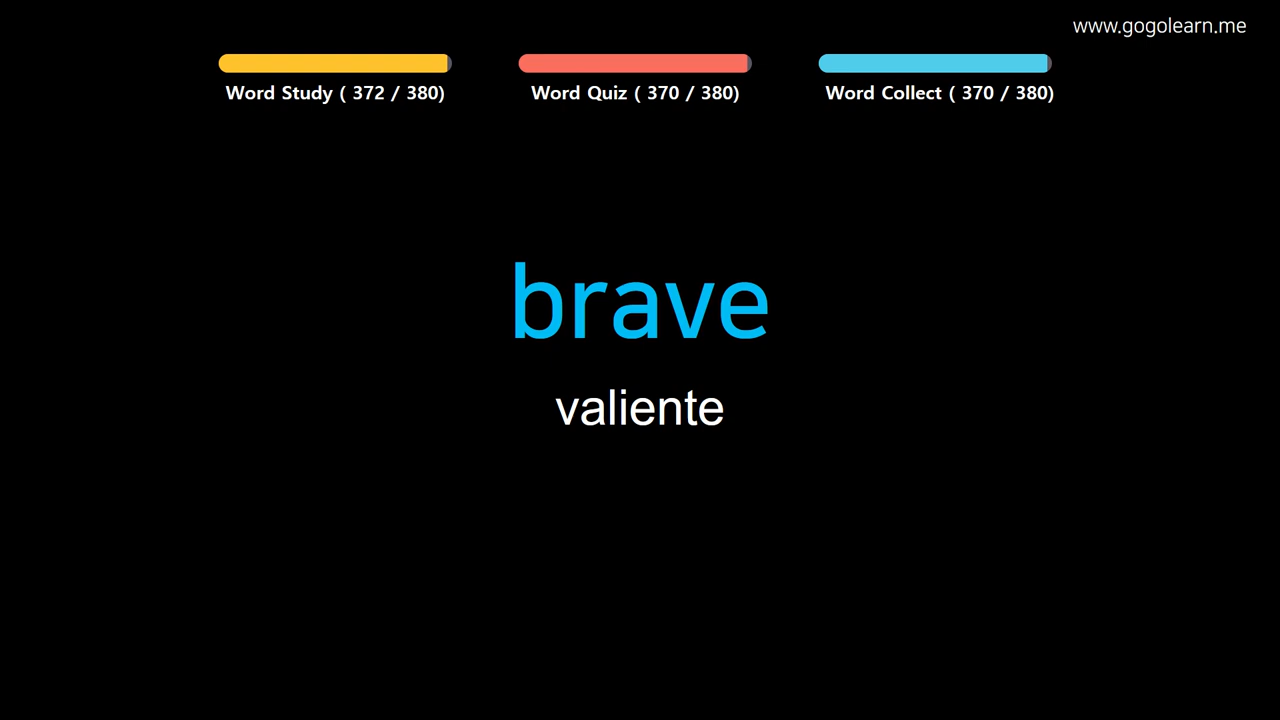 www.gogolearn.me
Word Study ( 372 / 380)
Word Quiz ( 370 / 380)
Word Collect ( 370 / 380)
brave
valiente